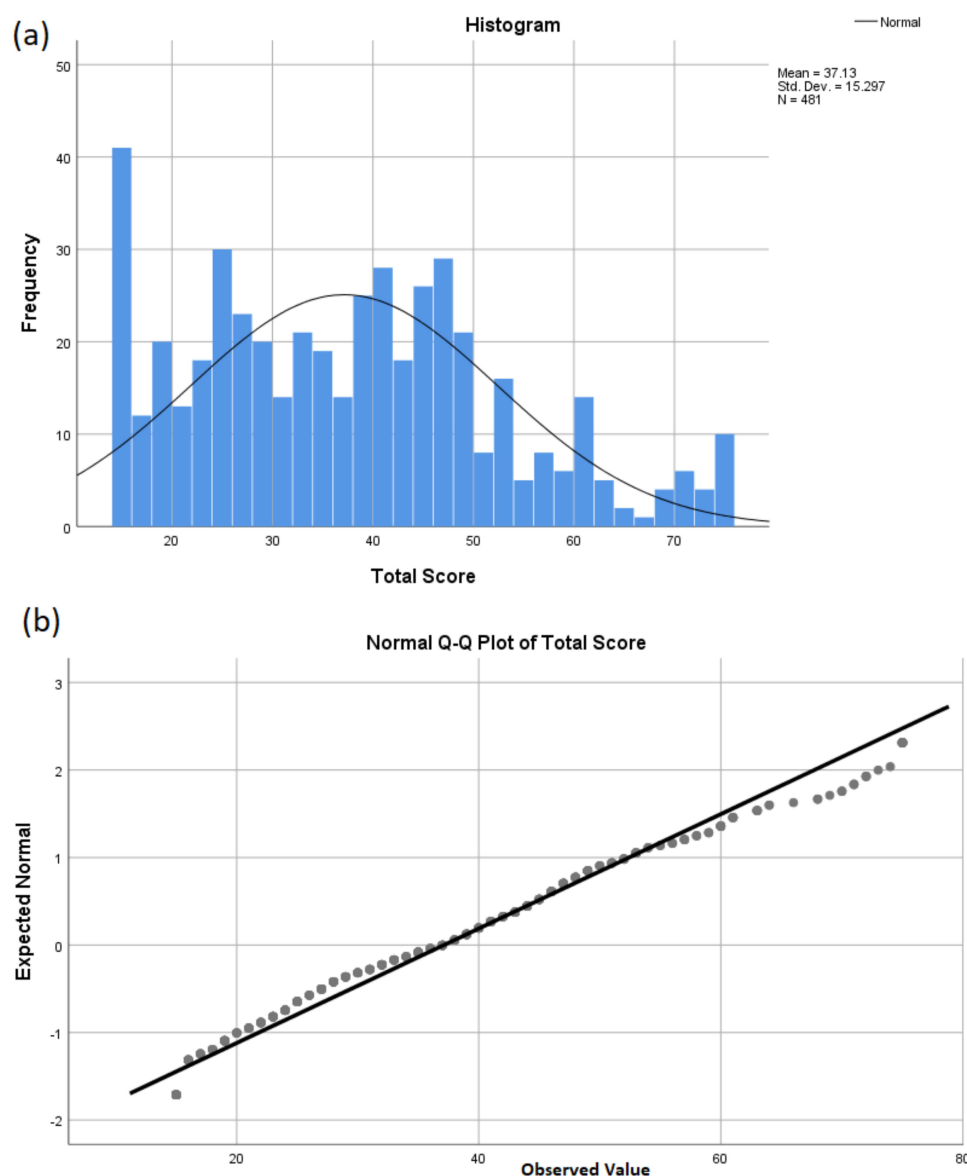 (a)
Histogram
Normal
Mean = 37.13
Std. Dev. = 15.297
N = 481
50
40
30
20
10
0
Frequency
20 30 40 50 60 70
Total Score
(b)
Normal Q-Q Plot of Total Score
3
2
1
0
-1
-2
Expected Normal
20 40 60 80
Observed Value